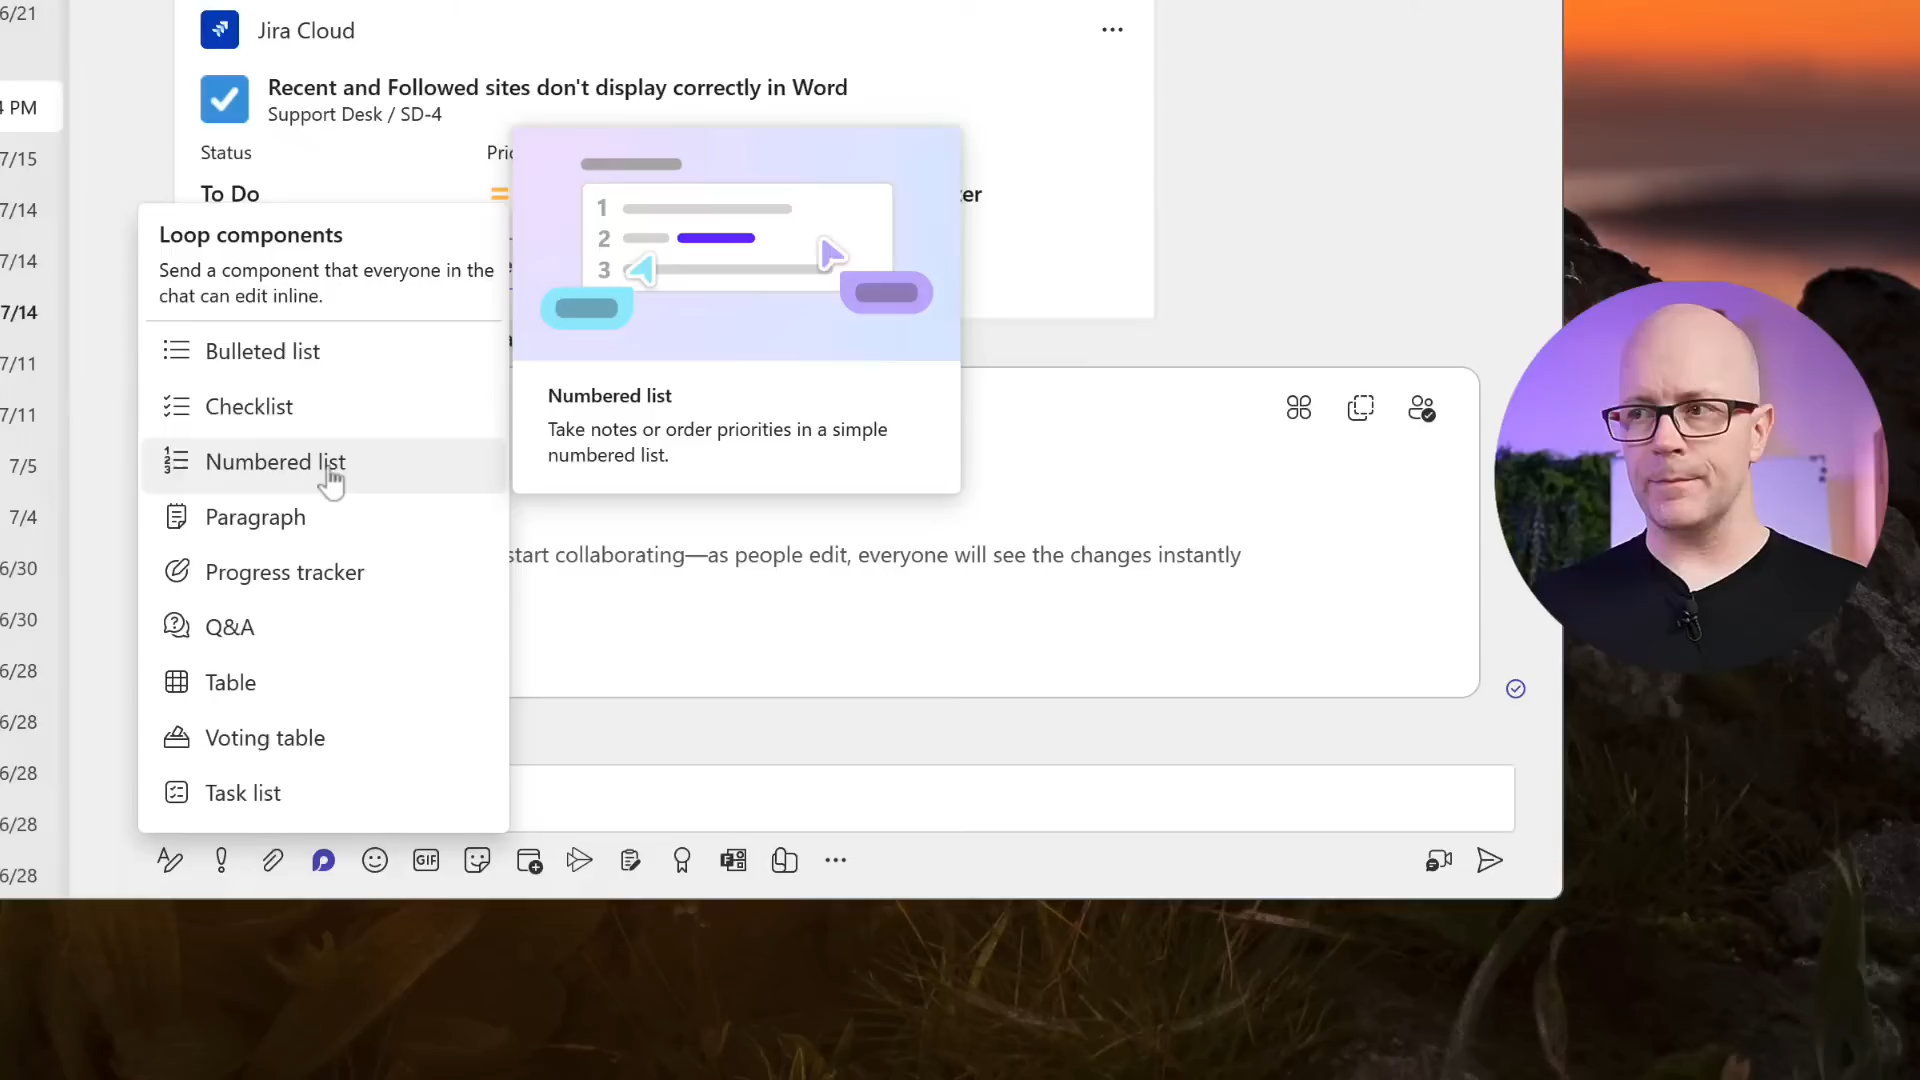 6/21
4 PM
7/15
7/14
7/14
7/14
7/11
7/11
7/5
7/4
6/30
6/30
6/28
6/28
6/28
6/28
6/28
Jira Cloud
Recent and Followed sites don't display correctly in Word
Support Desk / SD-4
Status
To Do
Loop components
Send a component that everyone in the
chat can edit inline.
Bulleted list
Checklist
Numbered list
Paragraph
Progress tracker
Q&A
Table
Voting table
Task list
1
2
3
Numbered list
Take notes or order priorities in a simple
numbered list.
start collaborating—as people edit, everyone will see the changes instantly
GIF